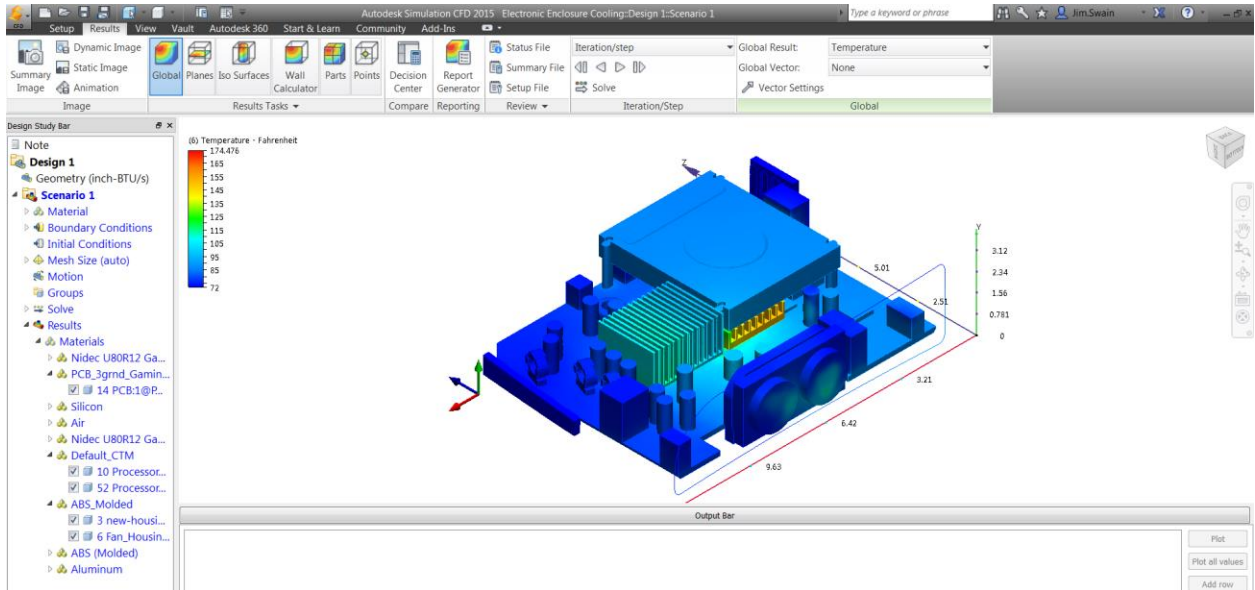 Autodesk Simulation CFD 2015 Electronic Enclosure Cooling::Design 1::Scenario 1
Type a keyword or phrase
Jim.Swain
CFD
Setup Results View Vault Autodesk 360 Start & Learn Community Add-Ins
Summary Image
Dynamic Image
Static Image
Animation
Image
Global
Planes
Iso Surfaces
Wall Calculator
Parts
Points
Results Tasks
Decision Center
Compare
Report Generator
Reporting
Status File
Summary File
Setup File
Review
Iteration/step
Solve
Iteration/Step
Global Result: Temperature
Global Vector: None
Vector Settings
Global
Design Study Bar
Note
Design 1
Geometry (inch-BTU/s)
Scenario 1
Material
Boundary Conditions
Initial Conditions
Mesh Size (auto)
Motion
Groups
Solve
Results
Materials
Nidec U80R12 Ga...
PCB_3grnd_Gamin...
14 PCB:1@P...
Silicon
Air
Nidec U80R12 Ga...
Default_CTM
10 Processor...
52 Processor...
ABS_Molded
3 new-housi...
6 Fan_Housin...
ABS (Molded)
Aluminum
(6) Temperature - Fahrenheit
174.476
165
155
145
135
125
115
105
95
85
72
Z
Y
3.12
2.34
1.56
0.781
0
5.01
2.51
3.21
6.42
9.63
BACK
BOTTOM
Output Bar
Plot
Plot all values
Add row